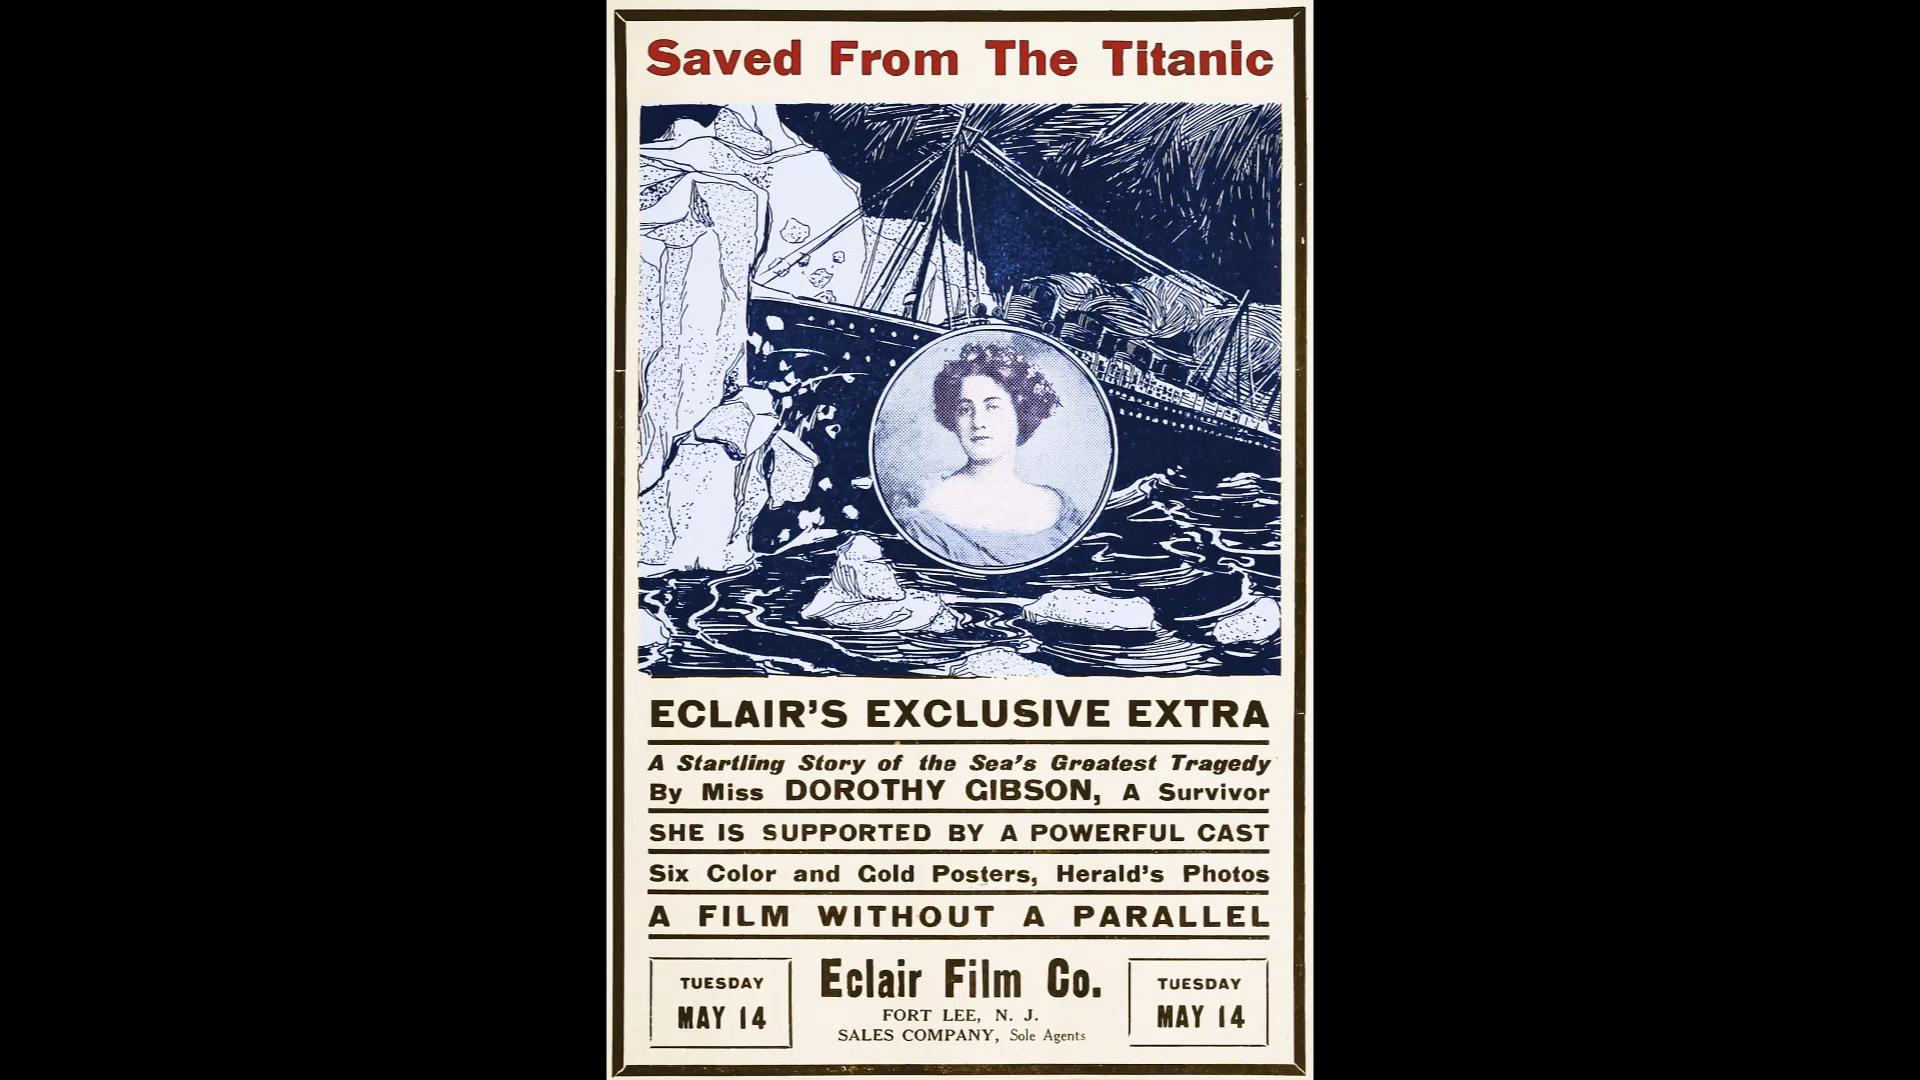 Saved From The Titanic
ECLAIR'S EXCLUSIVE EXTRA
A Startling Story of the Sea's Greatest Tragedy
By Miss DOROTHY GIBSON, A Survivor
SHE IS SUPPORTED BY A POWERFUL CAST
Six Color and Gold Posters, Herald's Photos
A FILM WITHOUT A PARALLEL
TUESDAY
MAY 14
Eclair Film Co.
FORT LEE, N. J.
SALES COMPANY, Sole Agents
TUESDAY
MAY 14